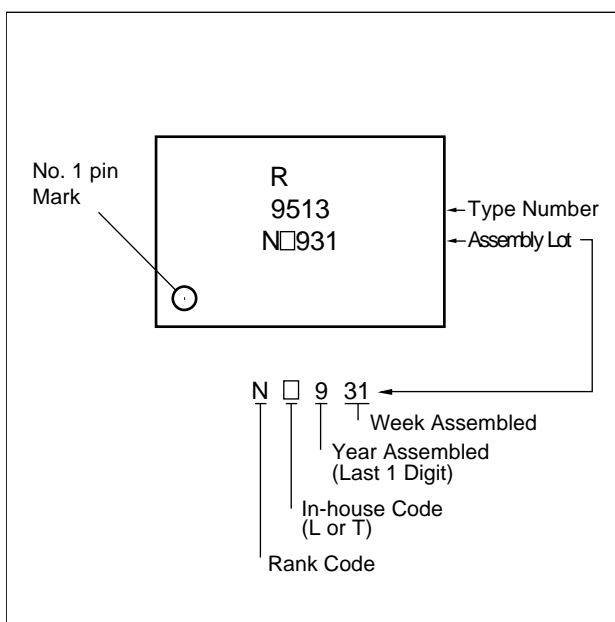 No. 1 pin
Mark
R
9513
N□931
Type Number
Assembly Lot
N □ 9 31
Week Assembled
Year Assembled
(Last 1 Digit)
In-house Code
(L or T)
Rank Code